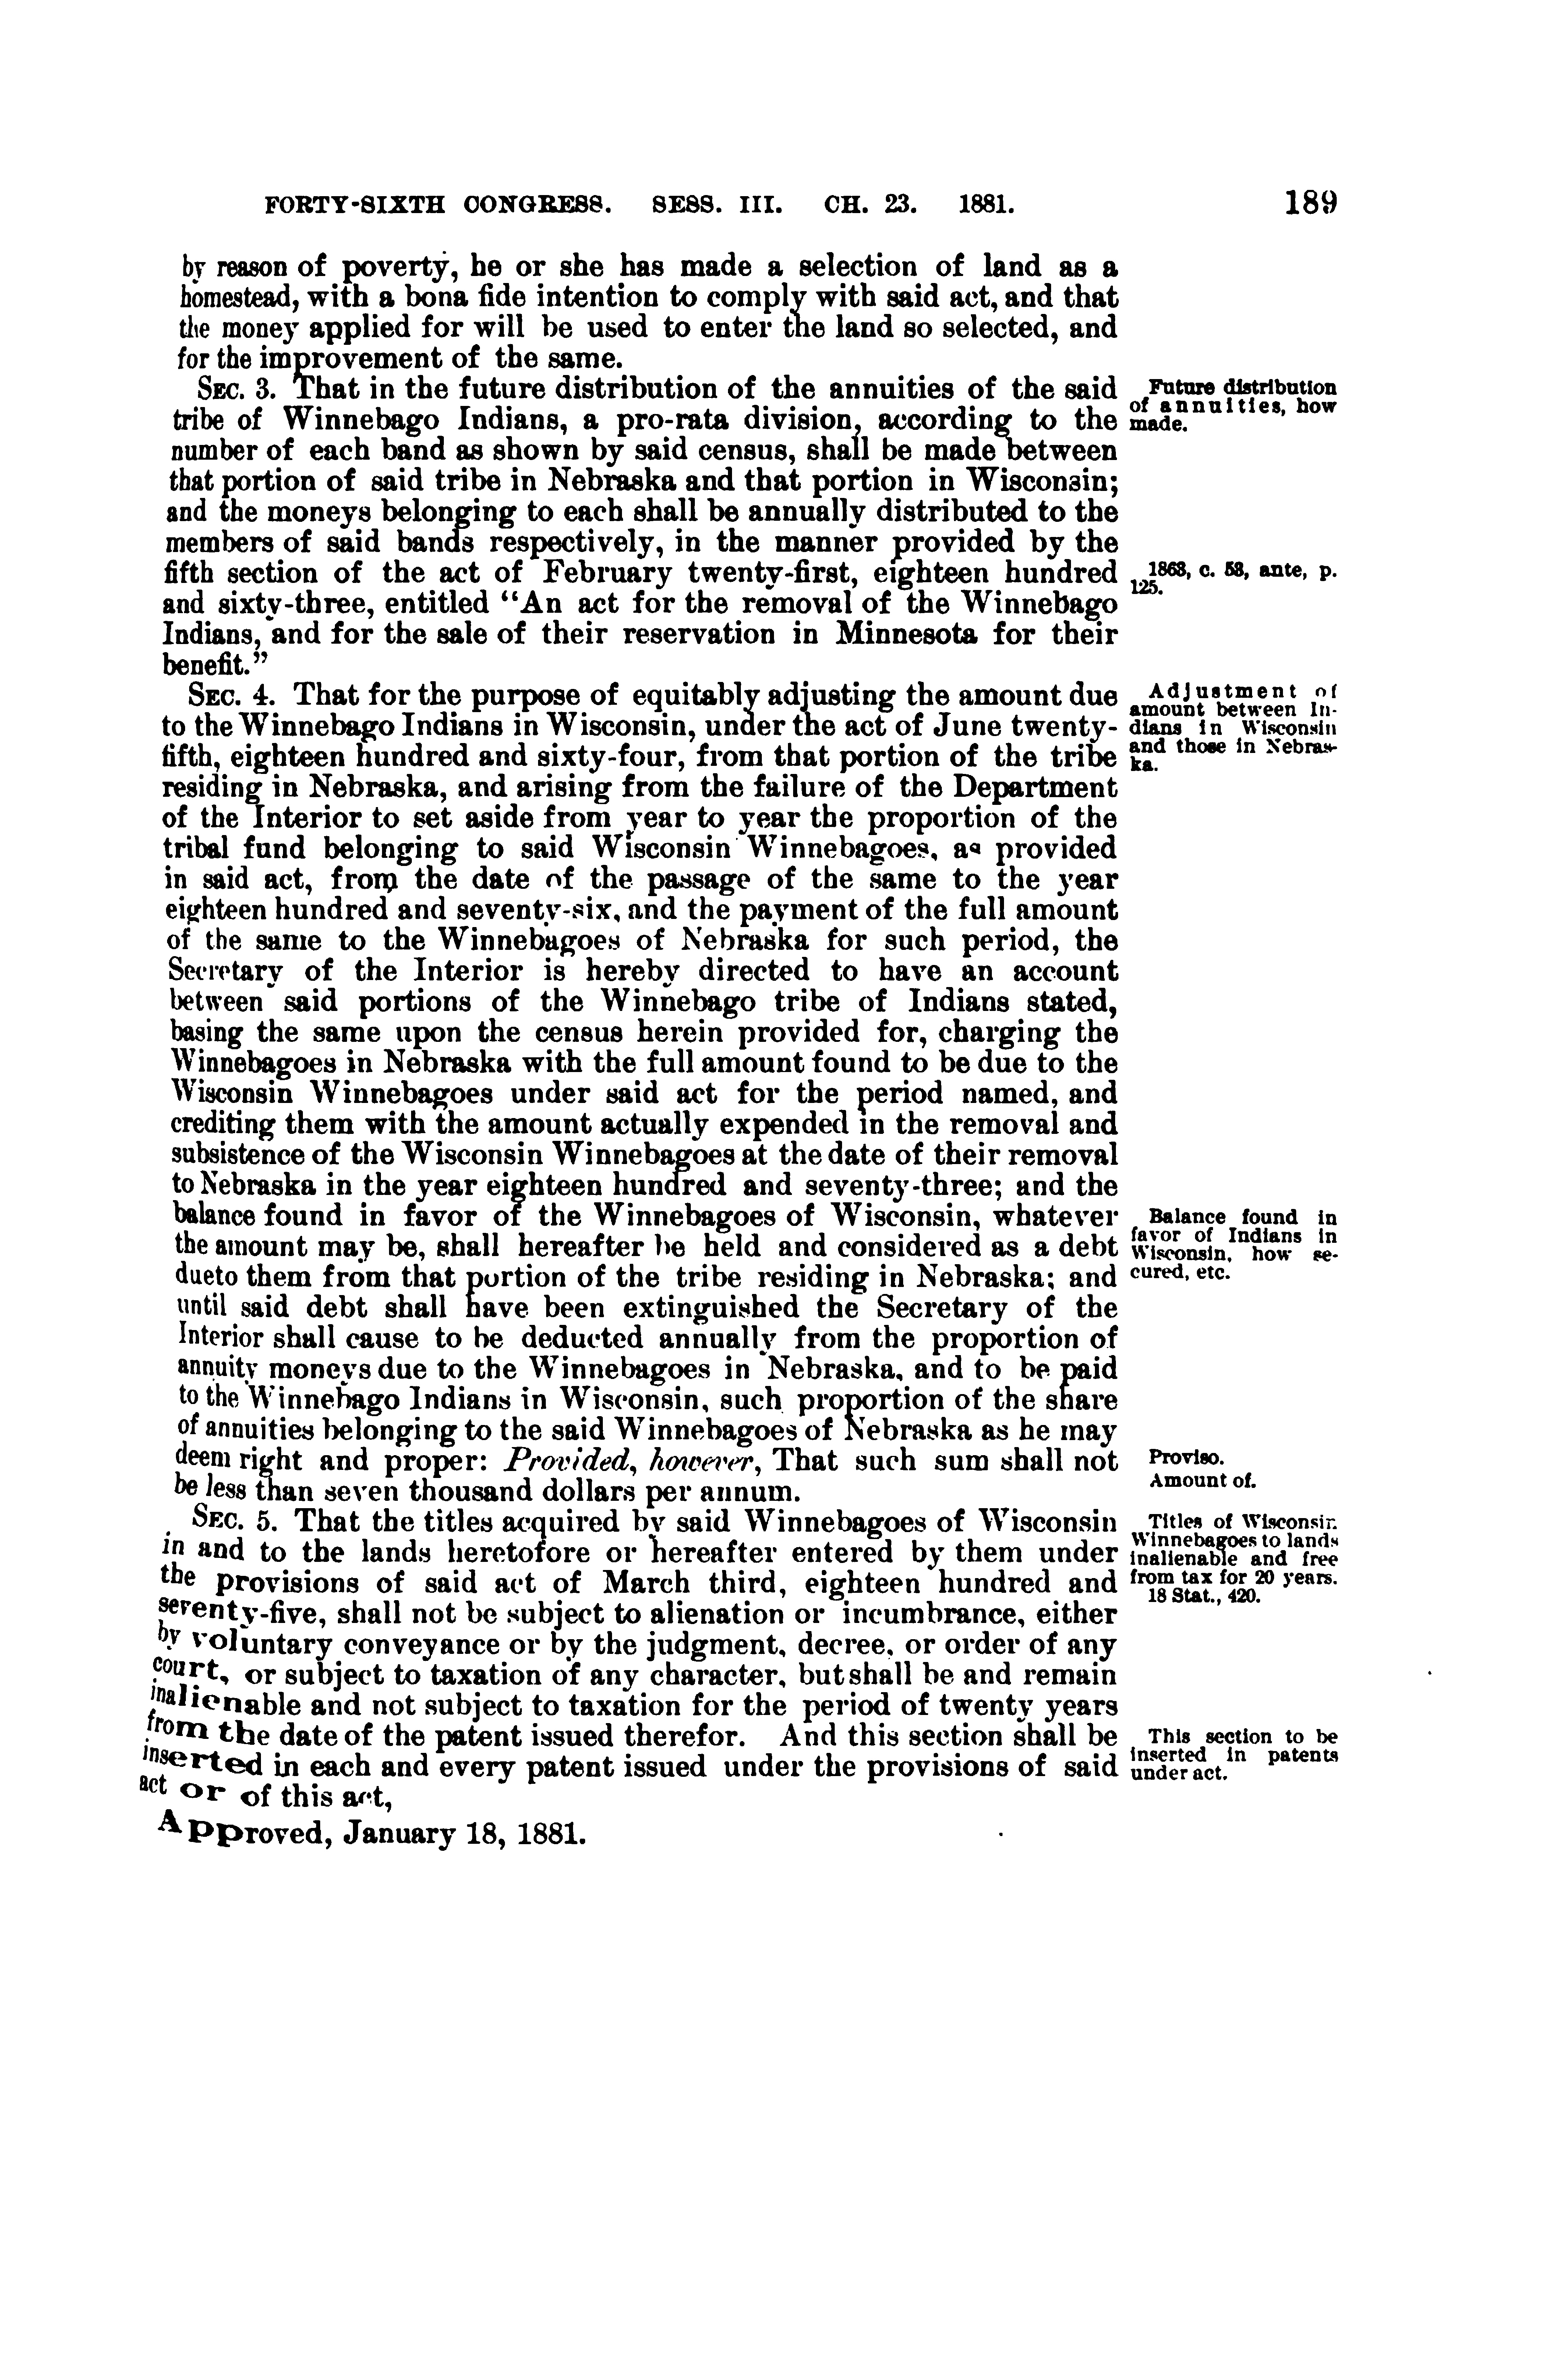 FORTY-SIXTH CONGRESS. SESS. III. CH. 23. 1881. 189
by reason of poverty, he or she has made a selection of land as a
homestead, with a bona fide intention to comply with said act, and that
the money applied for will be used to enter the land so selected, and
for the improvement of the same.
SEC. 3. That in the future distribution of the annuities of the said
tribe of Winnebago Indians, a pro-rata division, according to the
number of each band as shown by said census, shall be made between
that portion of said tribe in Nebraska and that portion in Wisconsin;
and the moneys belonging to each shall be annually distributed to the
members of said bands respectively, in the manner provided by the
fifth section of the act of February twenty-first, eighteen hundred
and sixty-three, entitled “An act for the removal of the Winnebago
Indians, and for the sale of their reservation in Minnesota for their
benefit.”
SEC. 4. That for the purpose of equitably adjusting the amount due
to the Winnebago Indians in Wisconsin, under the act of June twenty-
fifth, eighteen hundred and sixty-four, from that portion of the tribe
residing in Nebraska, and arising from the failure of the Department
of the Interior to set aside from year to year the proportion of the
tribal fund belonging to said Wisconsin Winnebagoes, as provided
in said act, from the date of the passage of the same to the year
eighteen hundred and seventy-six, and the payment of the full amount
of the same to the Winnebagoes of Nebraska for such period, the
Secretary of the Interior is hereby directed to have an account
between said portions of the Winnebago tribe of Indians stated,
basing the same upon the census herein provided for, charging the
Winnebagoes in Nebraska with the full amount found to be due to the
Wisconsin Winnebagoes under said act for the period named, and
crediting them with the amount actually expended in the removal and
subsistence of the Wisconsin Winnebagoes at the date of their removal
to Nebraska in the year eighteen hundred and seventy-three; and the
balance found in favor of the Winnebagoes of Wisconsin, whatever
the amount may be, shall hereafter be held and considered as a debt
due to them from that portion of the tribe residing in Nebraska; and
until said debt shall have been extinguished the Secretary of the
Interior shall cause to be deducted annually from the proportion of
annuity moneys due to the Winnebagoes in Nebraska, and to be paid
to the Winnebago Indians in Wisconsin, such proportion of the share
of annuities belonging to the said Winnebagoes of Nebraska as he may
deem right and proper: Provided, however, That such sum shall not
be less than seven thousand dollars per annum.
SEC. 5. That the titles acquired by said Winnebagoes of Wisconsin
in and to the lands heretofore or hereafter entered by them under
the provisions of said act of March third, eighteen hundred and
seventy-five, shall not be subject to alienation or incumbrance, either
by voluntary conveyance or by the judgment, decree, or order of any
court, or subject to taxation of any character, but shall be and remain
inalienable and not subject to taxation for the period of twenty years
from the date of the patent issued therefor. And this section shall be
inserted in each and every patent issued under the provisions of said
act or of this act,
Approved, January 18, 1881.
Future distribution
of annuities, how
made.
1863, c. 53, ante, p.
125.
Adjustment of
amount between In-
dians in Wisconsin
and those in Nebras-
ka.
Balance found in
favor of Indians in
Wisconsin, how se-
cured, etc.
Proviso.
Amount of.
Titles of Wisconsin
Winnebagoes to lands
inalienable and free
from tax for 20 years.
18 Stat., 420.
This section to be
inserted in patents
under act.